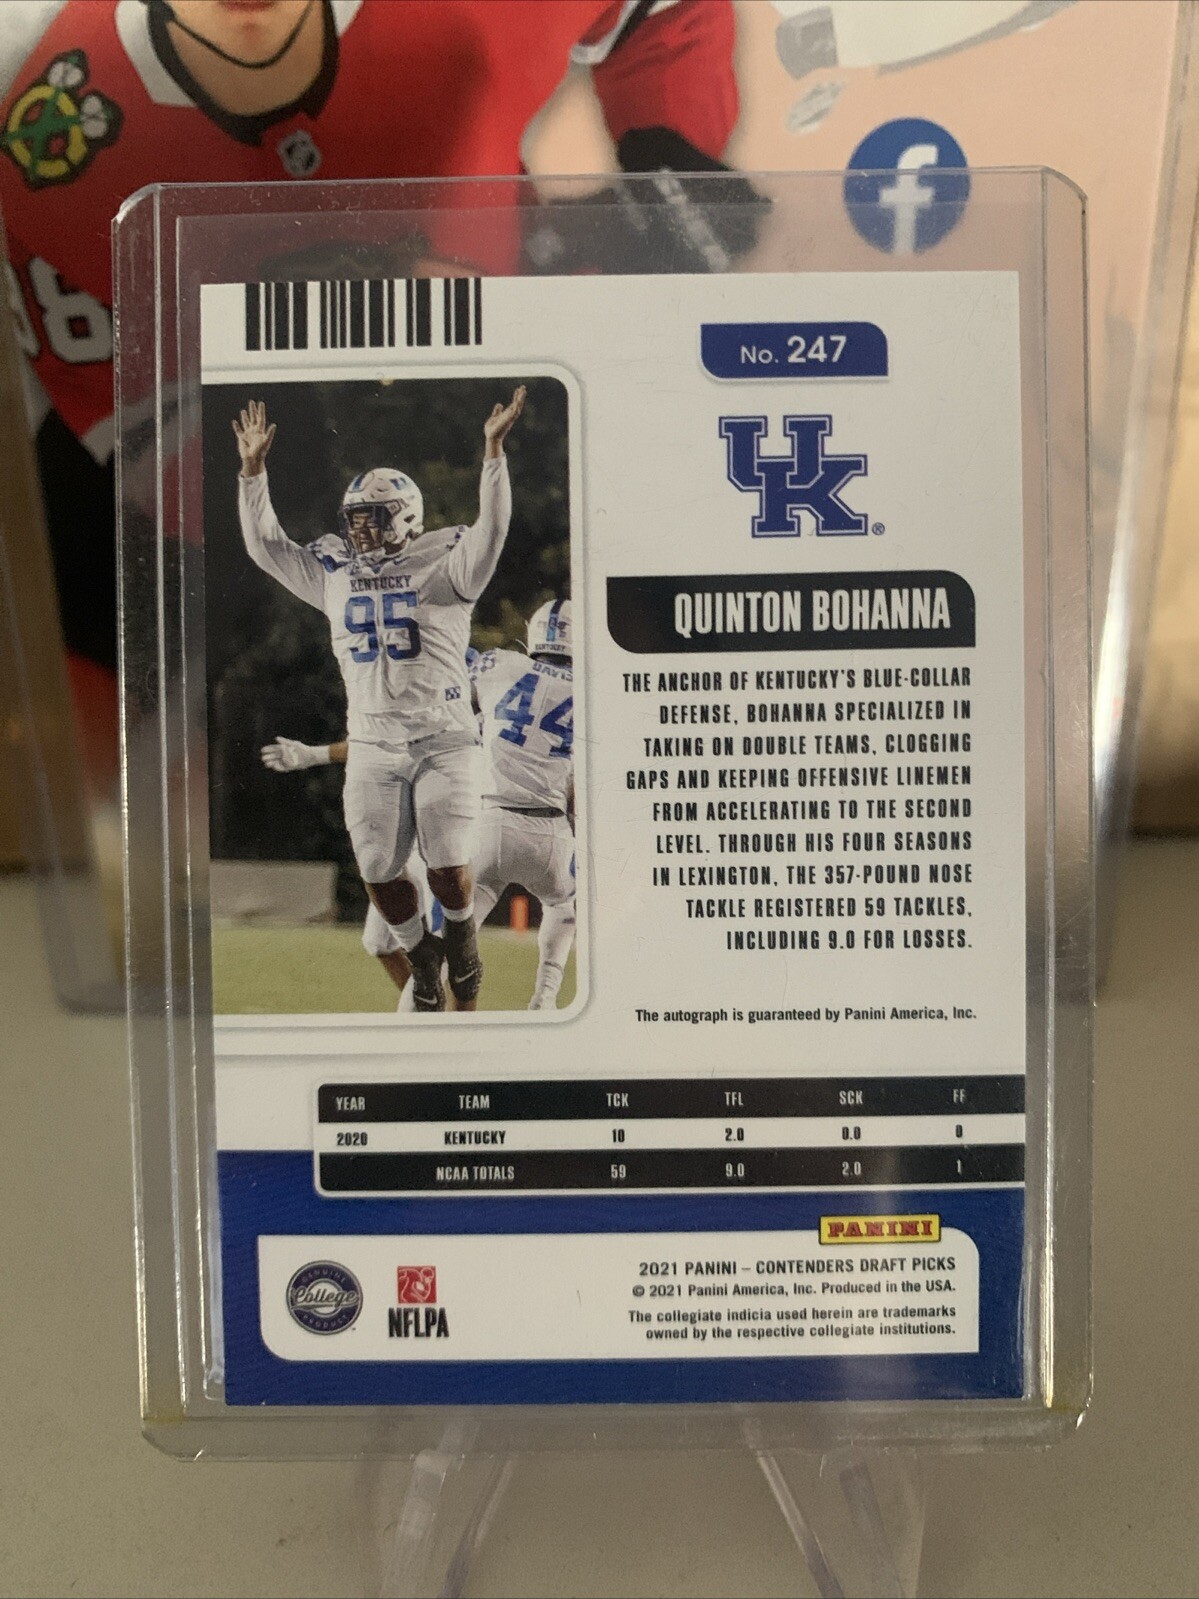 f
No. 247
UK®
KENTUCKY
95
DAVIS
44
QUINTON BOHANNA
THE ANCHOR OF KENTUCKY'S BLUE-COLLAR
DEFENSE, BOHANNA SPECIALIZED IN
TAKING ON DOUBLE TEAMS, CLOGGING
GAPS AND KEEPING OFFENSIVE LINEMEN
FROM ACCELERATING TO THE SECOND
LEVEL. THROUGH HIS FOUR SEASONS
IN LEXINGTON, THE 357-POUND NOSE
TACKLE REGISTERED 59 TACKLES,
INCLUDING 9.0 FOR LOSSES.
The autograph is guaranteed by Panini America, Inc.
YEAR TEAM TCK TFL SCK FF
2020 KENTUCKY 10 2.0 0.0 0
NCAA TOTALS 59 9.0 2.0 1
PANINI
GENUINE
College
PRODUCT
NFLPA
2021 PANINI – CONTENDERS DRAFT PICKS
© 2021 Panini America, Inc. Produced in the USA.
The collegiate indicia used herein are trademarks
owned by the respective collegiate institutions.